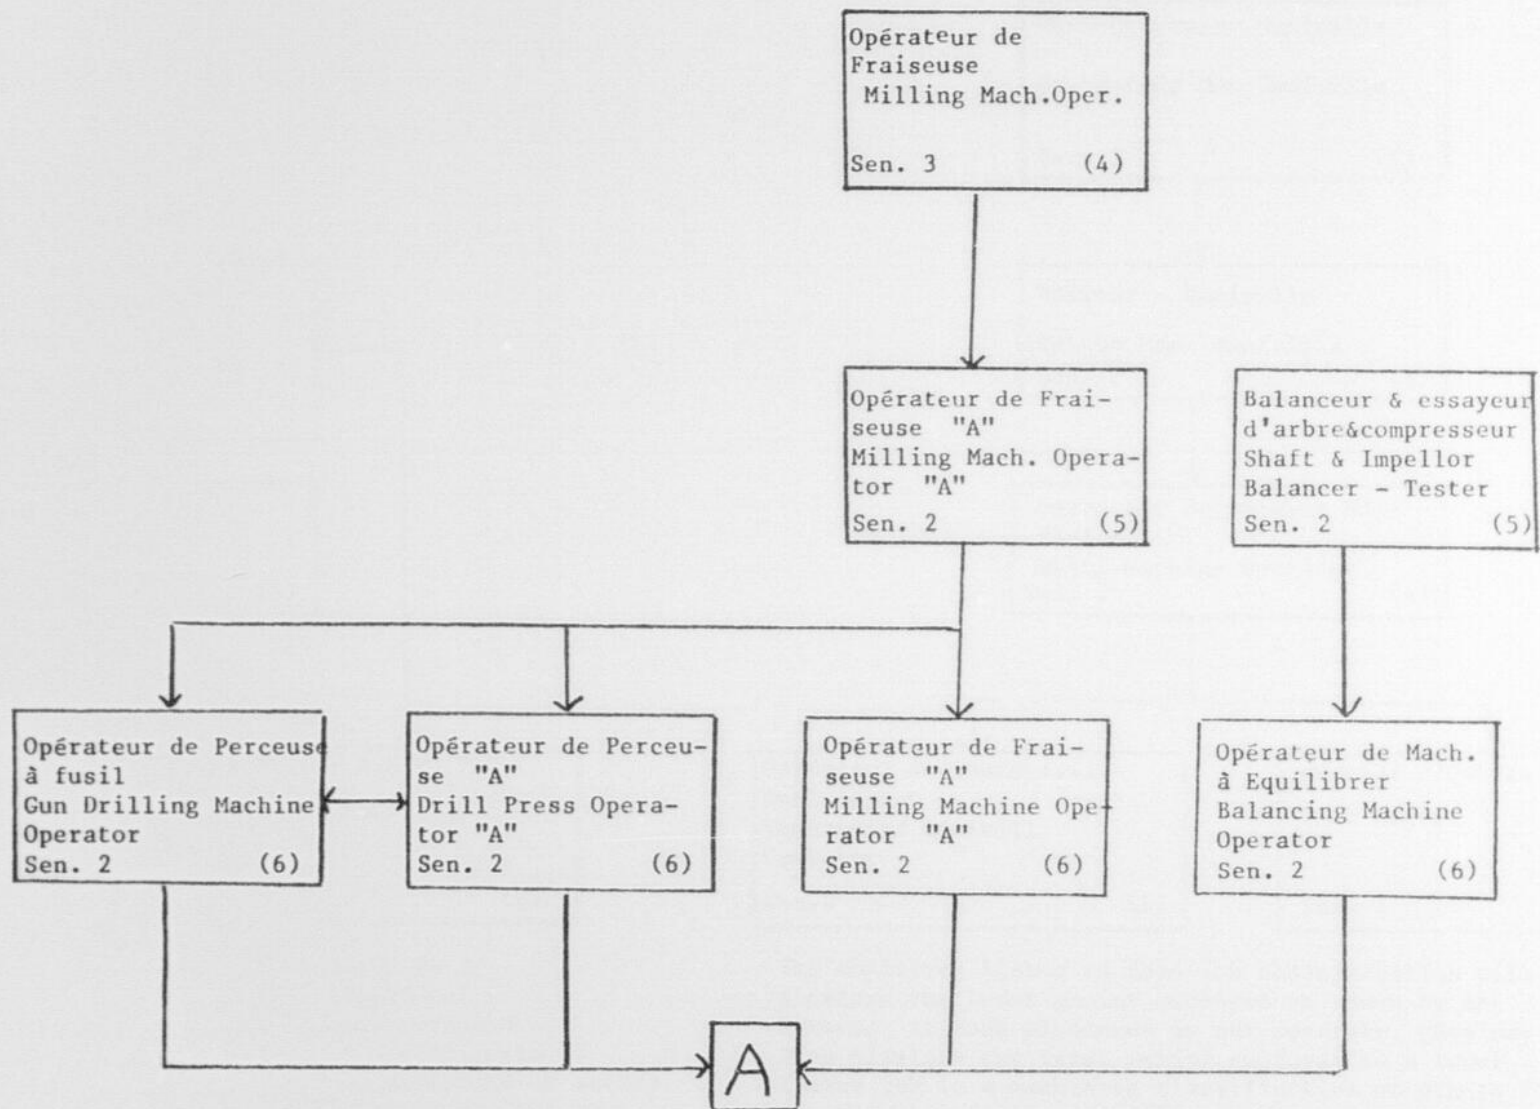 Opérateur de
Fraiseuse
Milling Mach.Oper.
Sen. 3 (4)
Opérateur de Frai-
seuse "A"
Milling Mach. Opera-
tor "A"
Sen. 2 (5)
Balanceur & essayeur
d'arbre&compresseur
Shaft & Impellor
Balancer - Tester
Sen. 2 (5)
Opérateur de Perceuse
à fusil
Gun Drilling Machine
Operator
Sen. 2 (6)
Opérateur de Perceu-
se "A"
Drill Press Opera-
tor "A"
Sen. 2 (6)
Opérateur de Frai-
seuse "A"
Milling Machine Ope-
rator "A"
Sen. 2 (6)
Opérateur de Mach.
à Equilibrer
Balancing Machine
Operator
Sen. 2 (6)
A